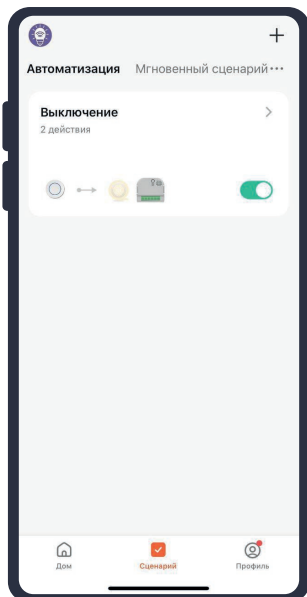 Автоматизация Мгновенный сценарий
Выключение
2 действия
Дом Сценарий Профиль